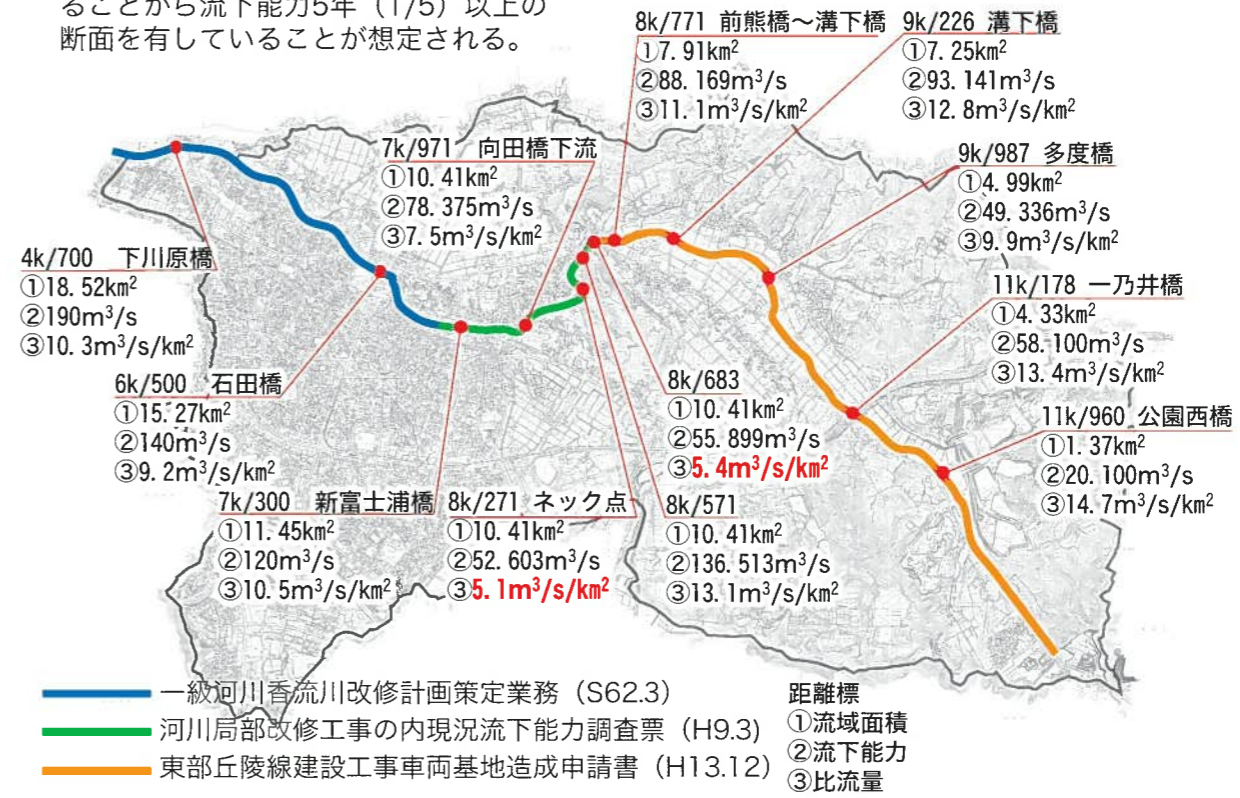 ることから流下能力5年（1/5）以上の
断面を有していることが想定される。
8k/771 前熊橋～溝下橋
①7.91km²
②88.169m³/s
③11.1m³/s/km²
9k/226 溝下橋
①7.25km²
②93.141m³/s
③12.8m³/s/km²
7k/971 向田橋下流
①10.41km²
②78.375m³/s
③7.5m³/s/km²
9k/987 多度橋
①4.99km²
②49.336m³/s
③9.9m³/s/km²
4k/700 下川原橋
①18.52km²
②190m³/s
③10.3m³/s/km²
11k/178 一乃井橋
①4.33km²
②58.100m³/s
③13.4m³/s/km²
6k/500 石田橋
①15.27km²
②140m³/s
③9.2m³/s/km²
8k/683
①10.41km²
②55.899m³/s
③5.4m³/s/km²
11k/960 公園西橋
①1.37km²
②20.100m³/s
③14.7m³/s/km²
7k/300 新富士浦橋
①11.45km²
②120m³/s
③10.5m³/s/km²
8k/271 ネック点
①10.41km²
②52.603m³/s
③5.1m³/s/km²
8k/571
①10.41km²
②136.513m³/s
③13.1m³/s/km²
一級河川香流川改修計画策定業務（S62.3）
河川局部改修工事の内現況流下能力調査票（H9.3）
東部丘陵線建設工事車両基地造成申請書（H13.12）
距離標
①流域面積
②流下能力
③比流量